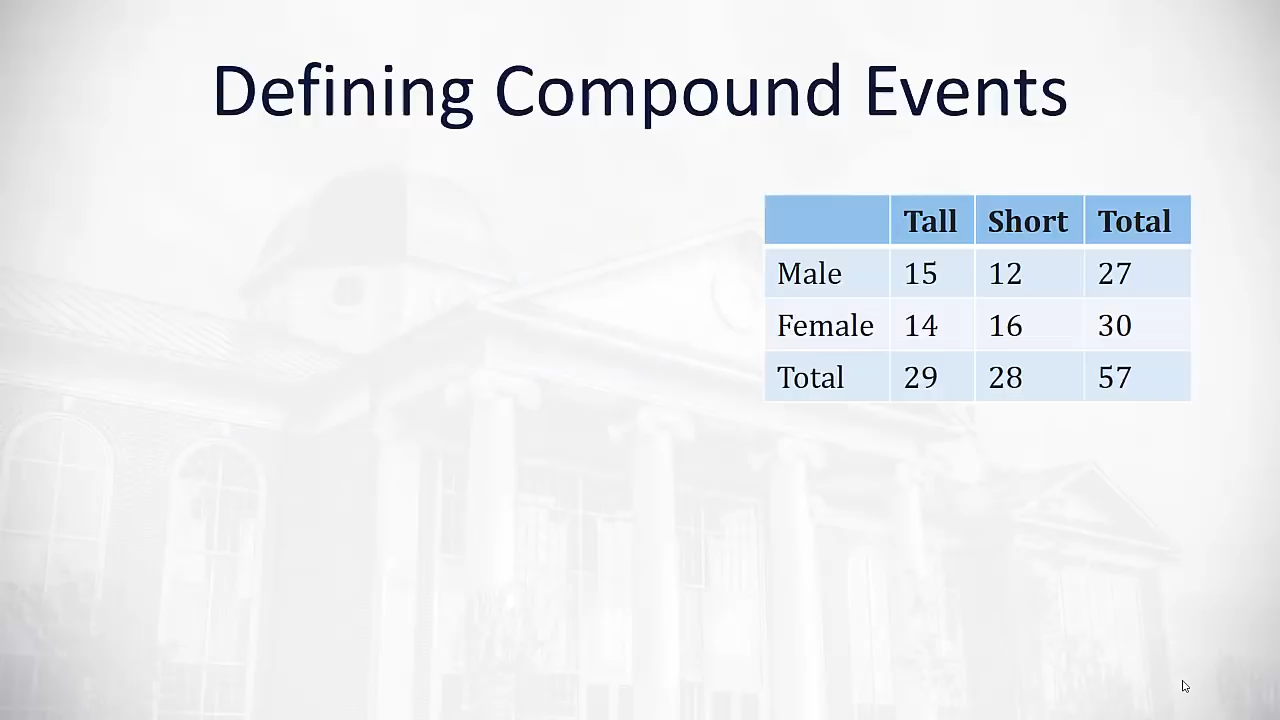 Defining Compound Events
Tall Short Total
Male 15 12 27
Female 14 16 30
Total 29 28 57